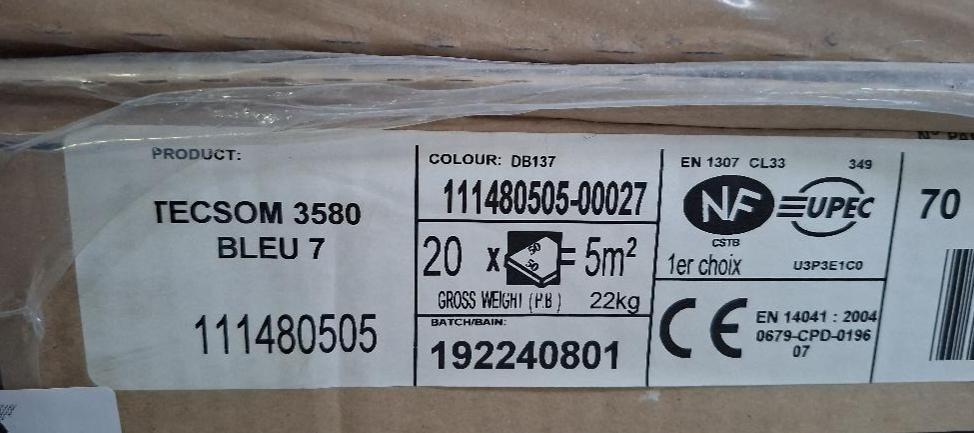 PRODUCT:
TECSOM 3580
BLEU 7
111480505
COLOUR: DB137
111480505-00027
20 x 50 50 = 5m²
GROSS WEIGHT (P.B.) 22kg
BATCH/BAIN:
192240801
EN 1307 CL33 349
NF UPEC
CSTB
1er choix U3P3E1C0
CE EN 14041 : 2004
0679-CPD-0196
07
N°
70